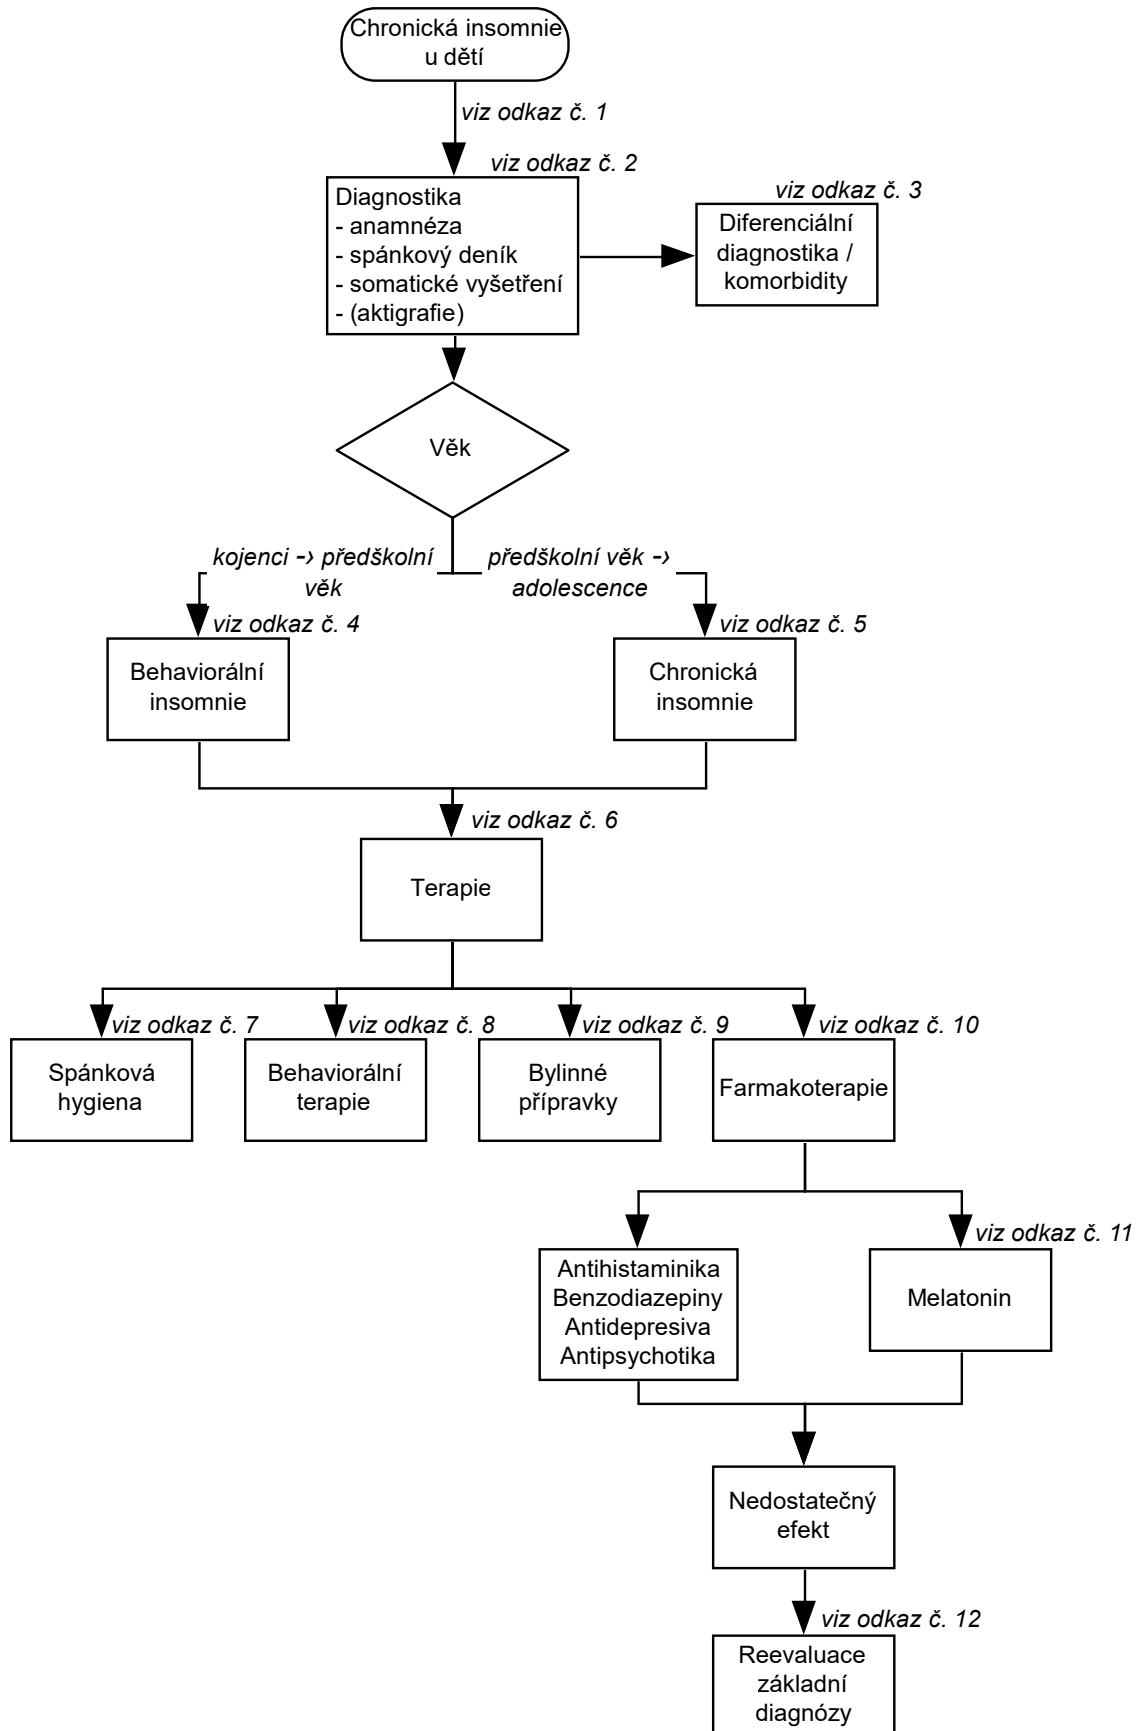 Chronická insomnie
u dětí
viz odkaz č. 1
viz odkaz č. 2
Diagnostika
- anamnéza
- spánkový deník
- somatické vyšetření
- (aktigrafie)
viz odkaz č. 3
Diferenciální
diagnostika /
komorbidity
Věk
kojenci -› předškolní
věk
předškolní věk -›
adolescence
viz odkaz č. 4
Behaviorální
insomnie
viz odkaz č. 5
Chronická
insomnie
viz odkaz č. 6
Terapie
viz odkaz č. 7
Spánková
hygiena
viz odkaz č. 8
Behaviorální
terapie
viz odkaz č. 9
Bylinné
přípravky
viz odkaz č. 10
Farmakoterapie
Antihistaminika
Benzodiazepiny
Antidepresiva
Antipsychotika
viz odkaz č. 11
Melatonin
Nedostatečný
efekt
viz odkaz č. 12
Reevaluace
základní
diagnózy